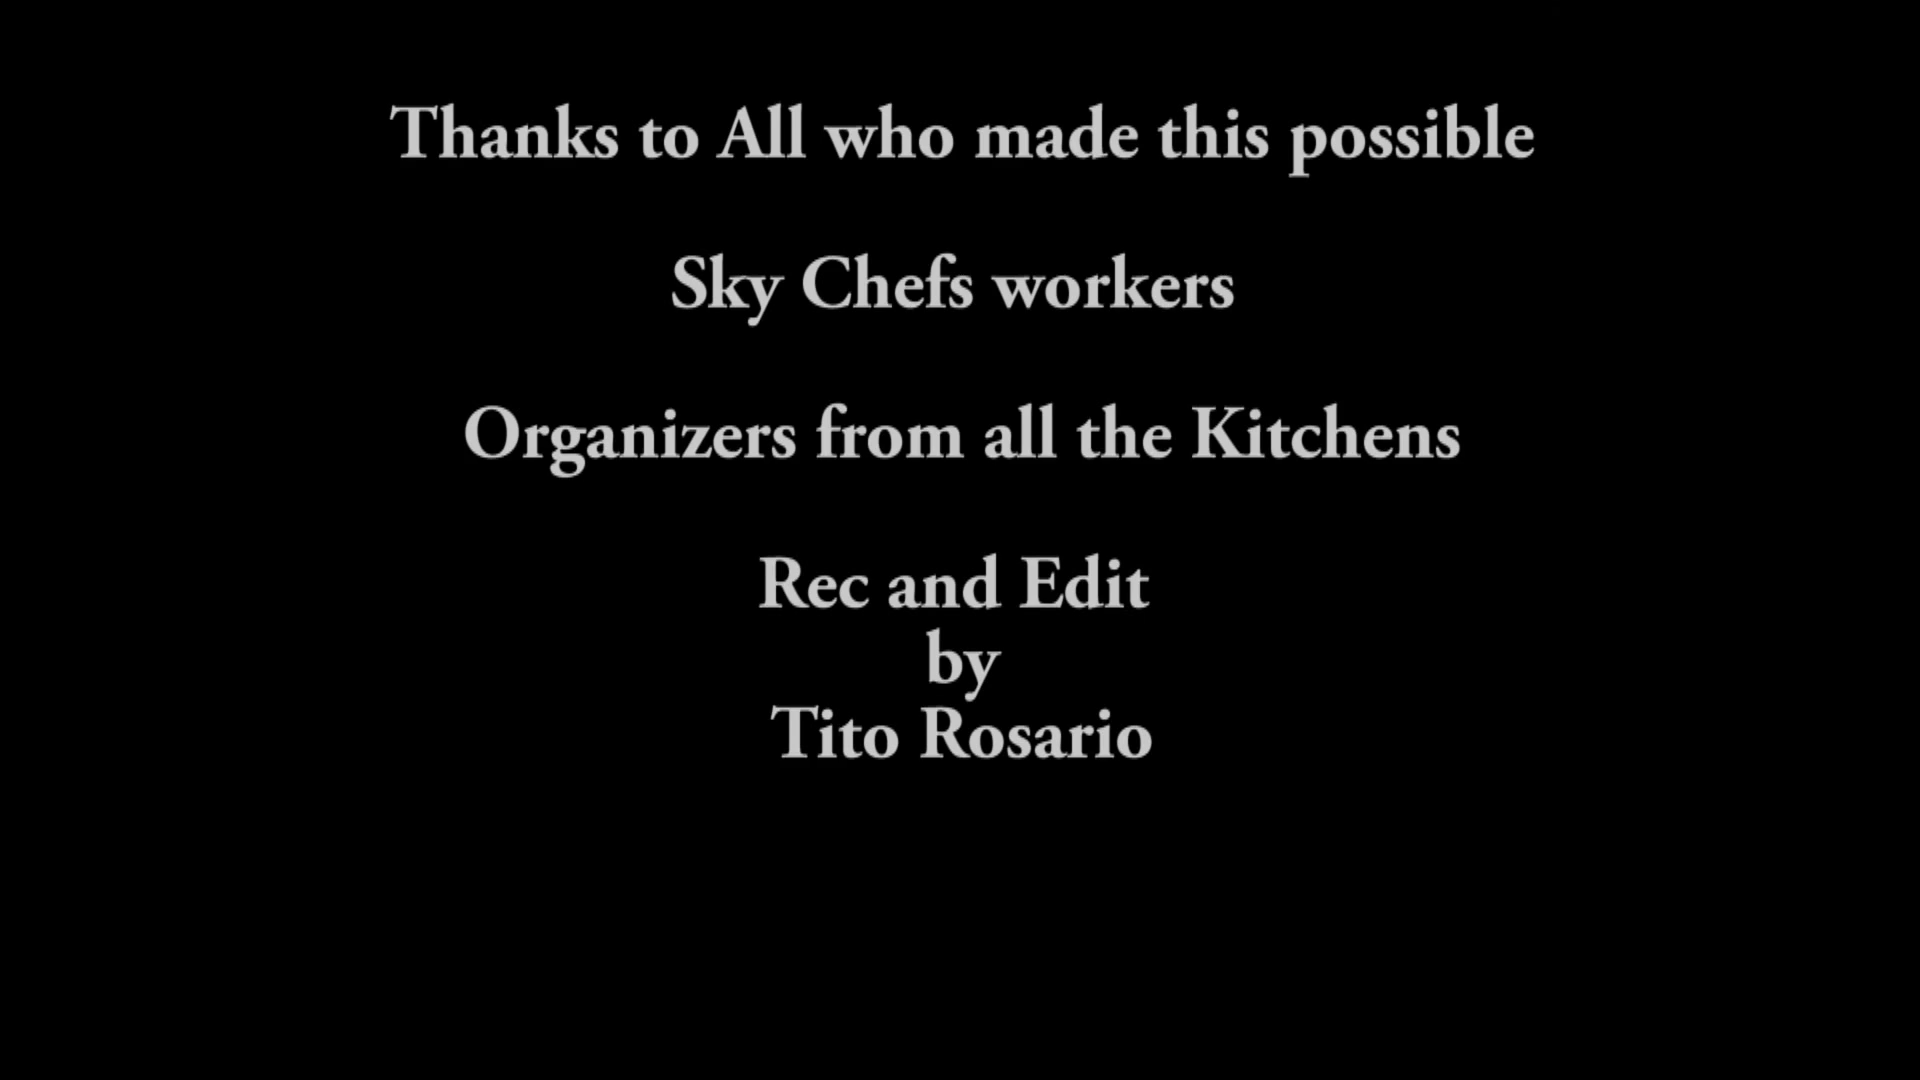 Thanks to All who made this possible
Sky Chefs workers
Organizers from all the Kitchens
Rec and Edit
by
Tito Rosario